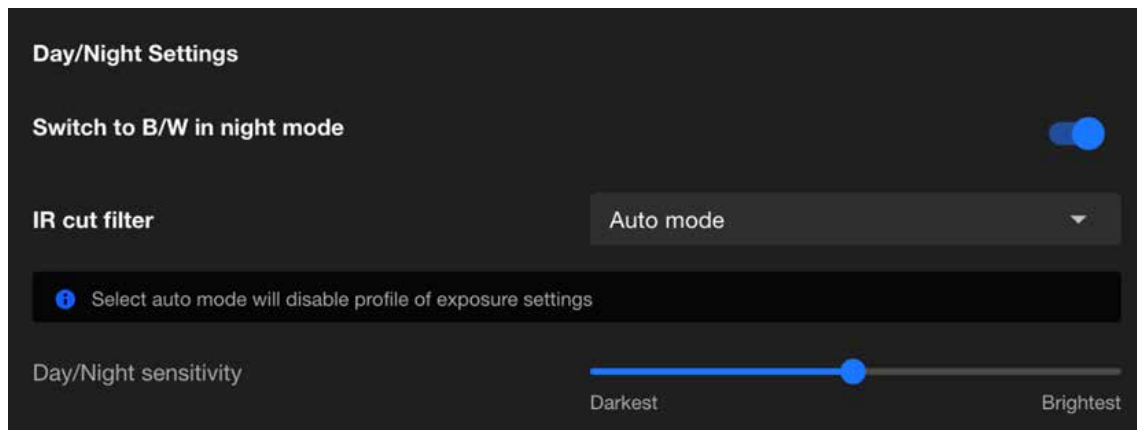 Day/Night Settings
Switch to B/W in night mode
IR cut filter
Auto mode
Select auto mode will disable profile of exposure settings
Day/Night sensitivity
Darkest
Brightest